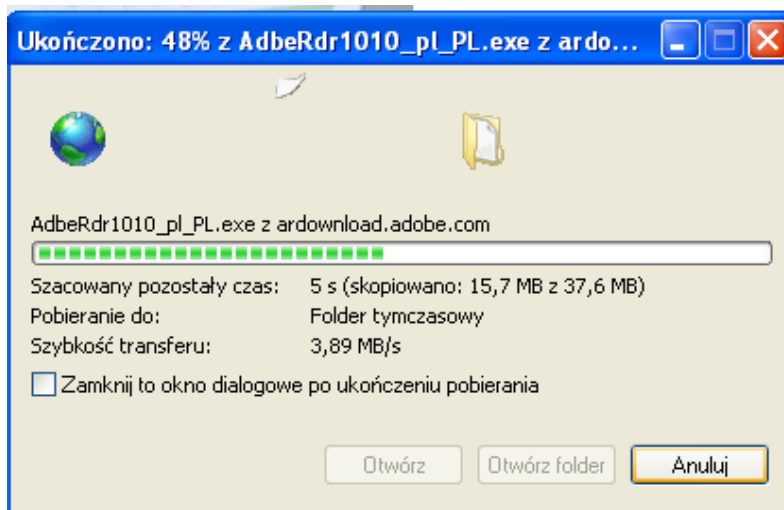 Ukończono: 48% z AdbeRdr1010_pl_PL.exe z ardo...
AdbeRdr1010_pl_PL.exe z ardownload.adobe.com
Szacowany pozostały czas: 5 s (skopiowano: 15,7 MB z 37,6 MB)
Pobieranie do: Folder tymczasowy
Szybkość transferu: 3,89 MB/s
Zamknij to okno dialogowe po ukończeniu pobierania
Otwórz Otwórz folder Anuluj